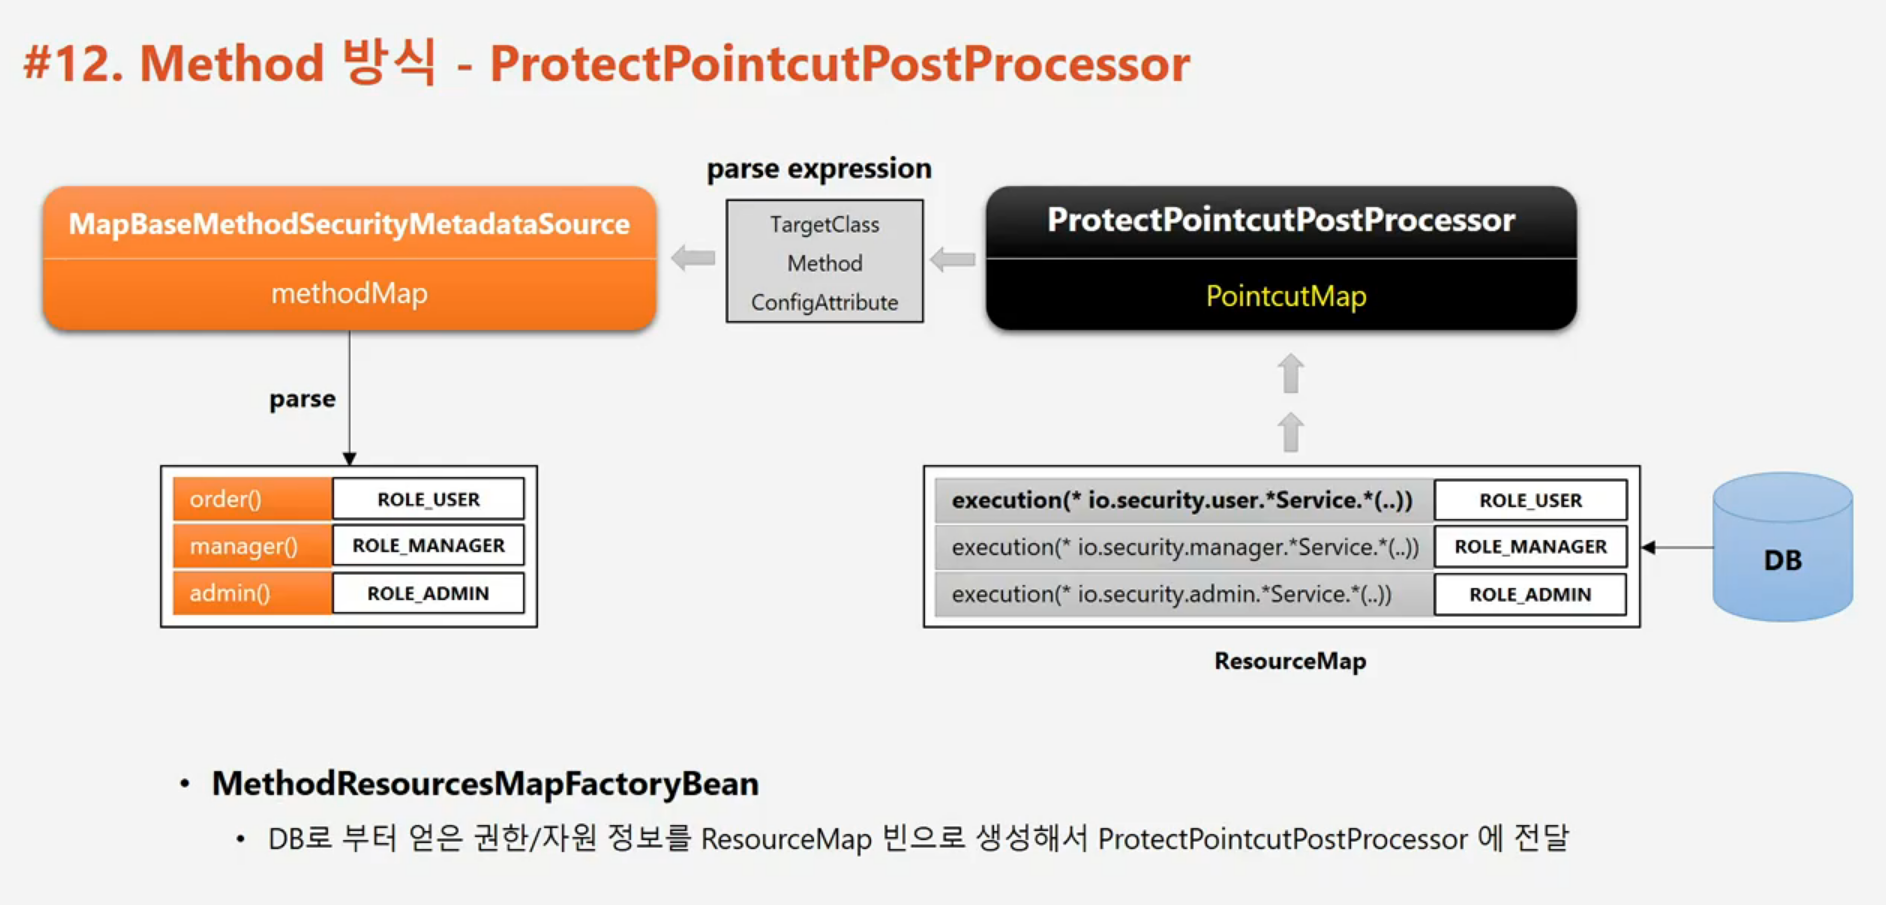 #12. Method 방식 - ProtectPointcutPostProcessor
parse expression
MapBaseMethodSecurityMetadataSource
methodMap
TargetClass
Method
ConfigAttribute
ProtectPointcutPostProcessor
PointcutMap
parse
order() ROLE_USER
manager() ROLE_MANAGER
admin() ROLE_ADMIN
execution(* io.security.user.*Service.*(..)) ROLE_USER
execution(* io.security.manager.*Service.*(..)) ROLE_MANAGER
execution(* io.security.admin.*Service.*(..)) ROLE_ADMIN
DB
ResourceMap
• MethodResourcesMapFactoryBean
• DB로 부터 얻은 권한/자원 정보를 ResourceMap 빈으로 생성해서 ProtectPointcutPostProcessor 에 전달